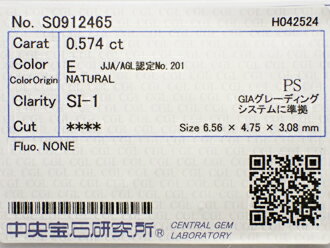 No. S0912465 H042524
Carat 0.574 ct
Color E JJA/AGL認定No.201
ColorOrigin NATURAL
Clarity SI-1 PS
GIAグレーディング
システムに準拠
Cut **** Size 6.56 × 4.75 × 3.08 mm
Fluo. NONE
中央宝石研究所® CENTRAL GEM
LABORATORY